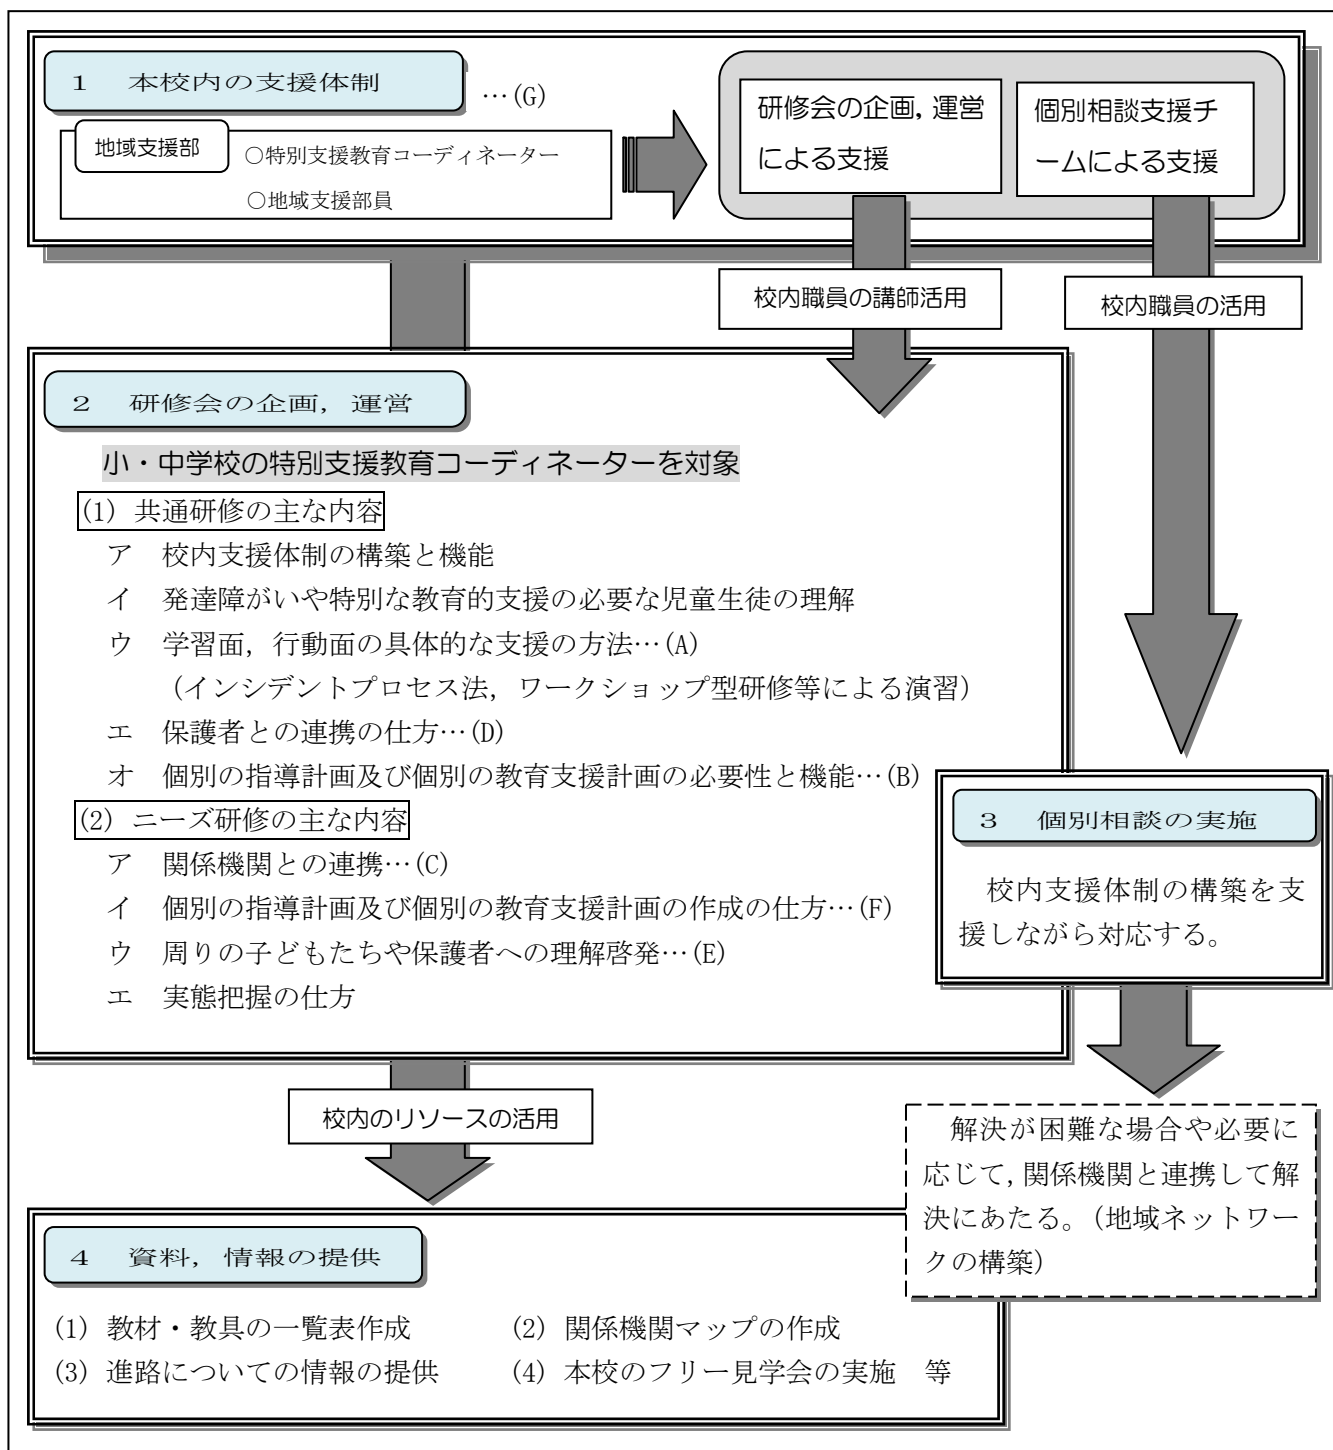 1　本校内の支援体制
…(G)
地域支援部
○特別支援教育コーディネーター
○地域支援部員
研修会の企画，運営
による支援
個別相談支援チ
ームによる支援
校内職員の講師活用
校内職員の活用
2　研修会の企画，運営
小・中学校の特別支援教育コーディネーターを対象
(1) 共通研修の主な内容
ア　校内支援体制の構築と機能
イ　発達障がいや特別な教育的支援の必要な児童生徒の理解
ウ　学習面，行動面の具体的な支援の方法…(A)
（インシデントプロセス法，ワークショップ型研修等による演習）
エ　保護者との連携の仕方…(D)
オ　個別の指導計画及び個別の教育支援計画の必要性と機能…(B)
(2) ニーズ研修の主な内容
ア　関係機関との連携…(C)
イ　個別の指導計画及び個別の教育支援計画の作成の仕方…(F)
ウ　周りの子どもたちや保護者への理解啓発…(E)
エ　実態把握の仕方
3　個別相談の実施
校内支援体制の構築を支
援しながら対応する。
校内のリソースの活用
解決が困難な場合や必要に
応じて，関係機関と連携して解
決にあたる。（地域ネットワー
クの構築）
4　資料，情報の提供
(1) 教材・教具の一覧表作成　(2) 関係機関マップの作成
(3) 進路についての情報の提供　(4) 本校のフリー見学会の実施　等